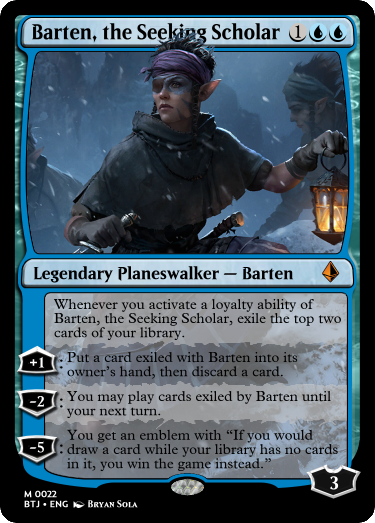 Barten, the Seeking Scholar 1
Legendary Planeswalker — Barten
Whenever you activate a loyalty ability of
Barten, the Seeking Scholar, exile the top two
cards of your library.
+1: Put a card exiled with Barten into its
owner's hand, then discard a card.
-2: You may play cards exiled by Barten until
your next turn.
-5: You get an emblem with “If you would
draw a card while your library has no cards
in it, you win the game instead.”
3
M 0022
BTJ • ENG Bryan Sola